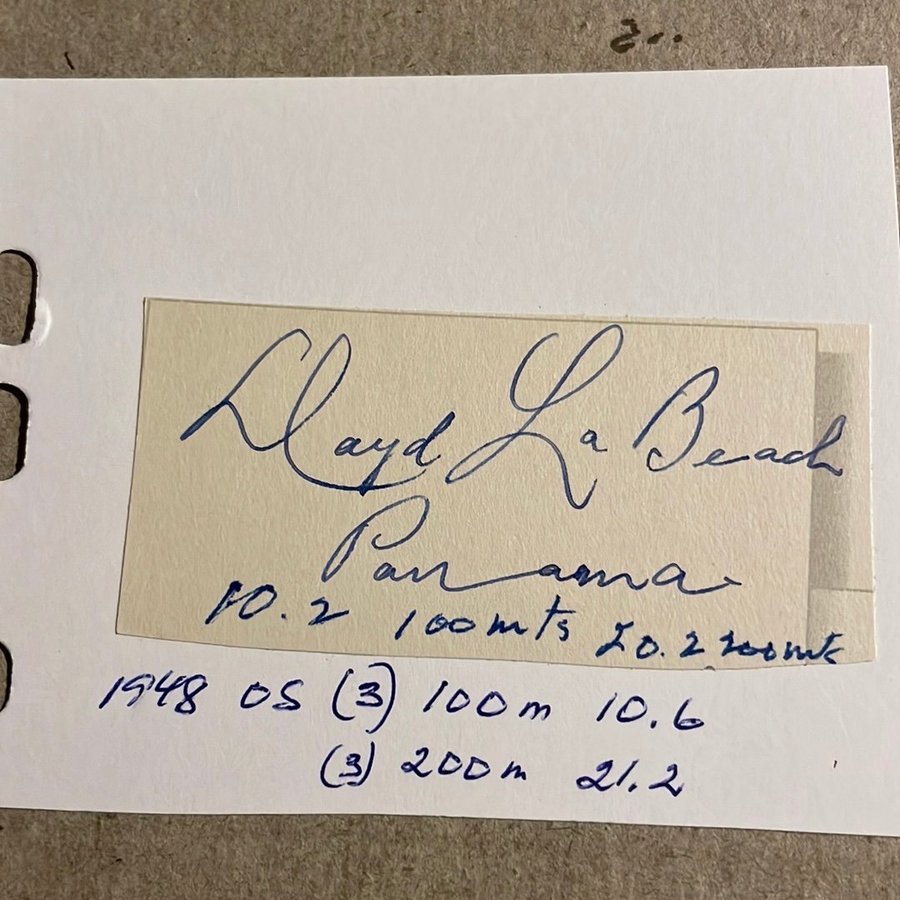 Lloyd La Beach
Panama
10.2 100mts 20.2 200mts
1948 OS (3) 100m 10.6
(3) 200m 21.2